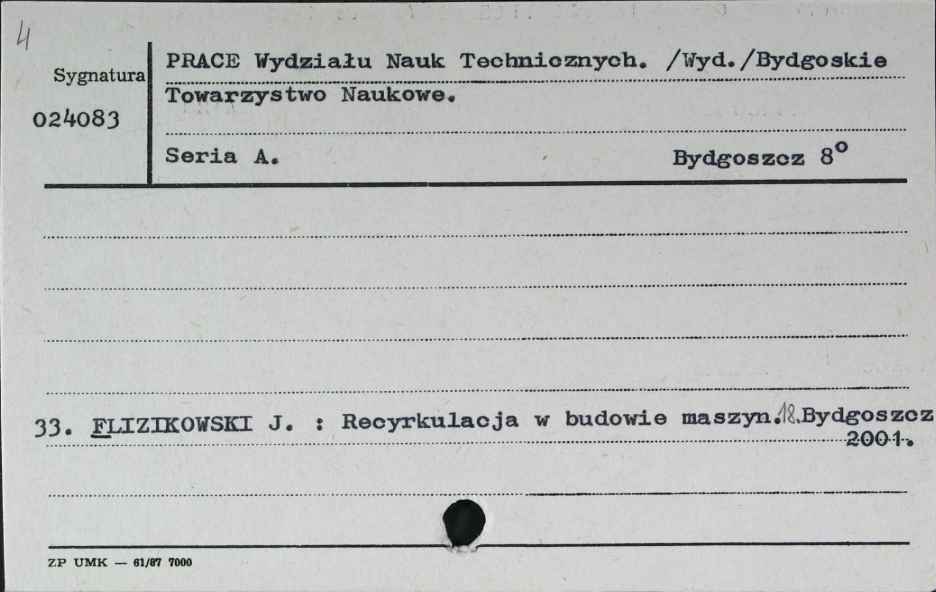 4
PRACE Wydziału Nauk Technicznych. /Wyd./Bydgoskie
Sygnatura
Towarzystwo Naukowe.
024083
Seria A. Bydgoszcz 8°
33. FLIZIKOWSKI J. : Recyrkulacja w budowie maszyn.18.Bydgoszcz
2001.
ZP UMK — 61/87 7000